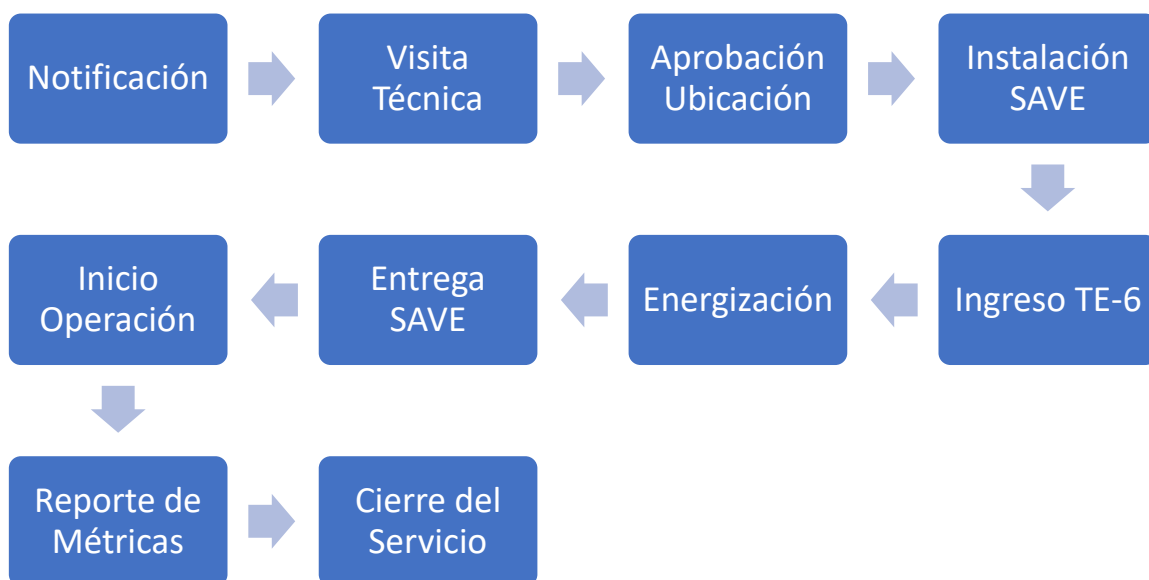 Notificación
Visita
Técnica
Aprobación
Ubicación
Instalación
SAVE
Ingreso TE-6
Energización
Entrega
SAVE
Inicio
Operación
Reporte de
Métricas
Cierre del
Servicio